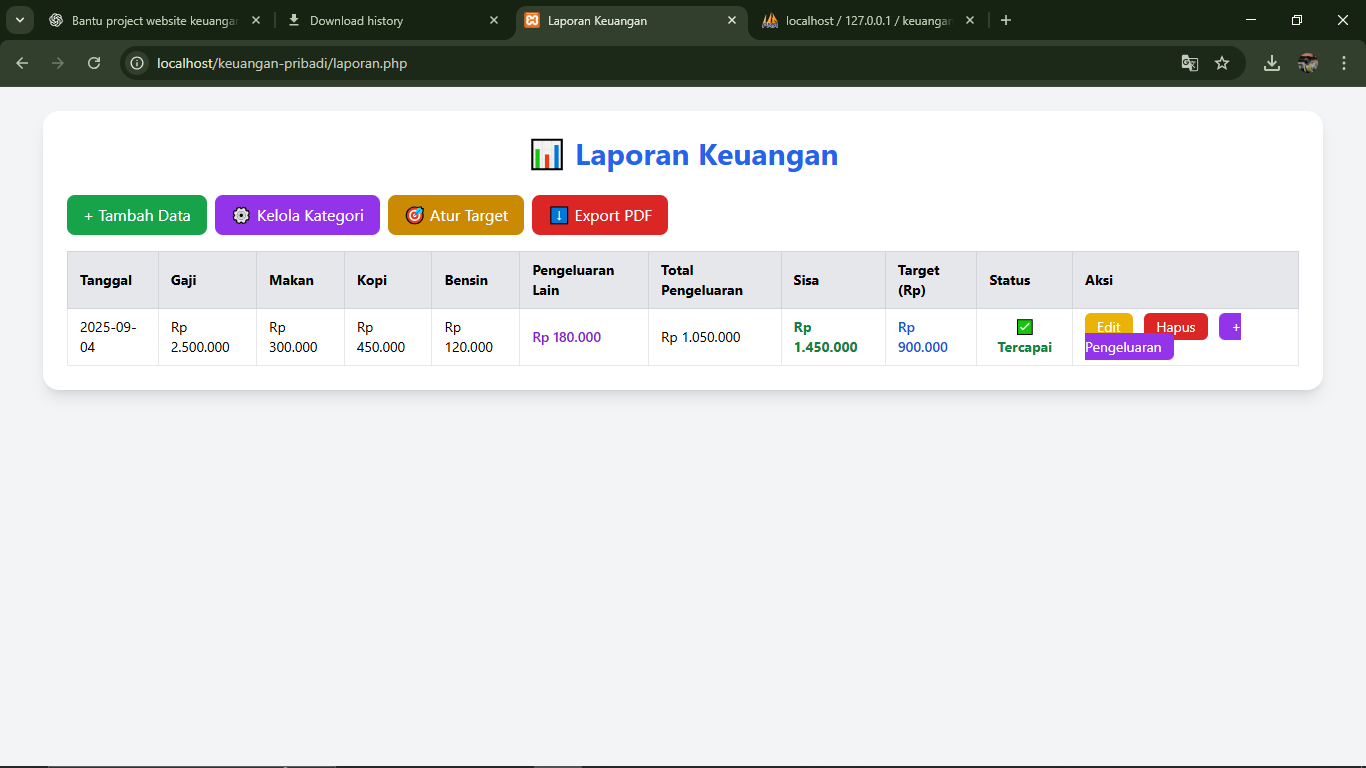 Bantu project website keuangan
Download history
Laporan Keuangan
localhost / 127.0.0.1 / keuangan
localhost/keuangan-pribadi/laporan.php
Laporan Keuangan
+ Tambah Data
Kelola Kategori
Atur Target
Export PDF
Tanggal
Gaji
Makan
Kopi
Bensin
Pengeluaran
Lain
Total
Pengeluaran
Sisa
Target
(Rp)
Status
Aksi
2025-09-
04
Rp
2.500.000
Rp
300.000
Rp
450.000
Rp
120.000
Rp 180.000
Rp 1.050.000
Rp
1.450.000
Rp
900.000
✅
Tercapai
Edit
Hapus
+
Pengeluaran